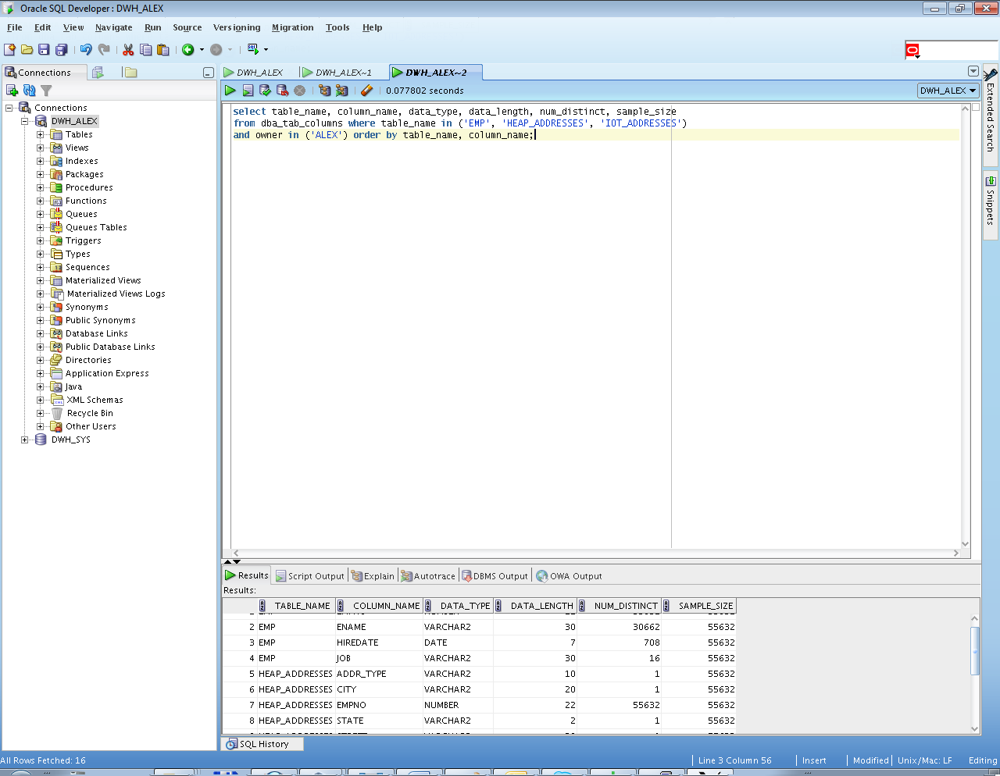 Oracle SQL Developer : DWH_ALEX
File Edit View Navigate Run Source Versioning Migration Tools Help
Connections
DWH_ALEX
DWH_ALEX~1
DWH_ALEX~2
0.077802 seconds
DWH_ALEX
Connections
DWH_ALEX
Tables
Views
Indexes
Packages
Procedures
Functions
Queues
Queues Tables
Triggers
Types
Sequences
Materialized Views
Materialized Views Logs
Synonyms
Public Synonyms
Database Links
Public Database Links
Directories
Application Express
Java
XML Schemas
Recycle Bin
Other Users
DWH_SYS
select table_name, column_name, data_type, data_length, num_distinct, sample_size
from dba_tab_columns where table_name in ('EMP', 'HEAP_ADDRESSES', 'IOT_ADDRESSES')
and owner in ('ALEX') order by table_name, column_name;
Extended Search
Snippets
Results Script Output Explain Autotrace DBMS Output OWA Output
Results:
TABLE_NAME COLUMN_NAME DATA_TYPE DATA_LENGTH NUM_DISTINCT SAMPLE_SIZE
2 EMP ENAME VARCHAR2 30 30662 55632
3 EMP HIREDATE DATE 7 708 55632
4 EMP JOB VARCHAR2 30 16 55632
5 HEAP_ADDRESSES ADDR_TYPE VARCHAR2 10 1 55632
6 HEAP_ADDRESSES CITY VARCHAR2 20 1 55632
7 HEAP_ADDRESSES EMPNO NUMBER 22 55632 55632
8 HEAP_ADDRESSES STATE VARCHAR2 2 1 55632
SQL History
All Rows Fetched: 16
Line 3 Column 56 Insert Modified Unix/Mac: LF Editing